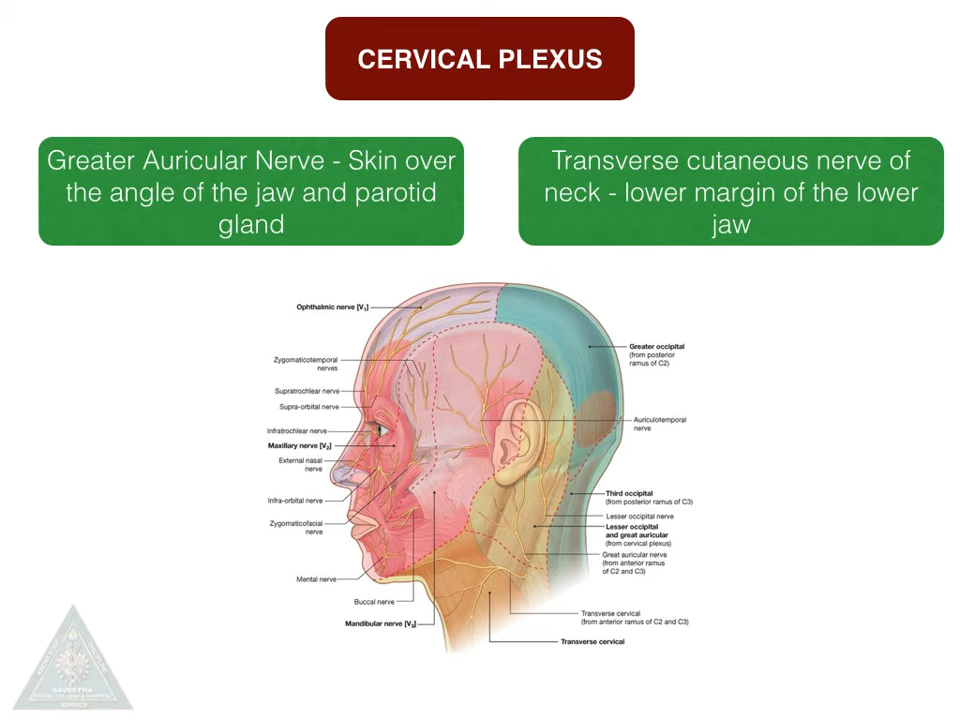 CERVICAL PLEXUS
Greater Auricular Nerve - Skin over
the angle of the jaw and parotid
gland
Transverse cutaneous nerve of
neck - lower margin of the lower
jaw
Ophthalmic nerve [V1]
Zygomaticotemporal
nerves
Supratrochlear nerve
Supra-orbital nerve
Infratrochlear nerve
Maxillary nerve [V2]
External nasal
nerve
Infra-orbital nerve
Zygomaticofacial
nerve
Mental nerve
Buccal nerve
Mandibular nerve [V3]
Greater occipital
(from posterior
ramus of C2)
Auriculotemporal
nerve
Third occipital
(from posterior ramus of C3)
Lesser occipital nerve
Lesser occipital
and great auricular
(from cervical plexus)
Great auricular nerve
(from anterior ramus
of C2 and C3)
Transverse cervical
(from anterior ramus of C2 and C3)
Transverse cervical
SAVEETHA
SERVICE